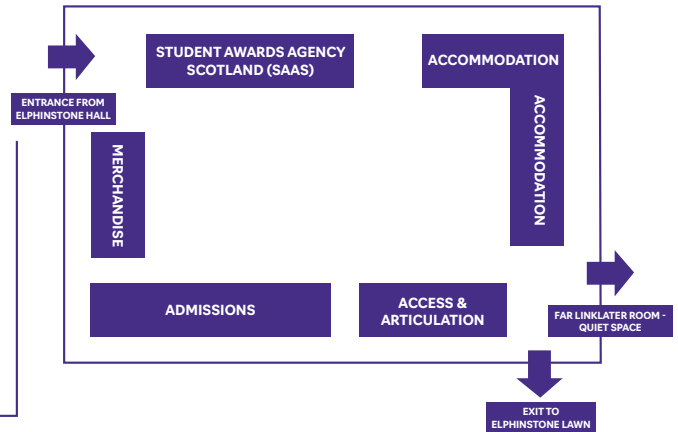 STUDENT AWARDS AGENCY
SCOTLAND (SAAS)
ACCOMMODATION
ENTRANCE FROM
ELPHINSTONE HALL
ACCOMMODATION
MERCHANDISE
ADMISSIONS
ACCESS &
ARTICULATION
FAR LINKLATER ROOM -
QUIET SPACE
EXIT TO
ELPHINSTONE LAWN